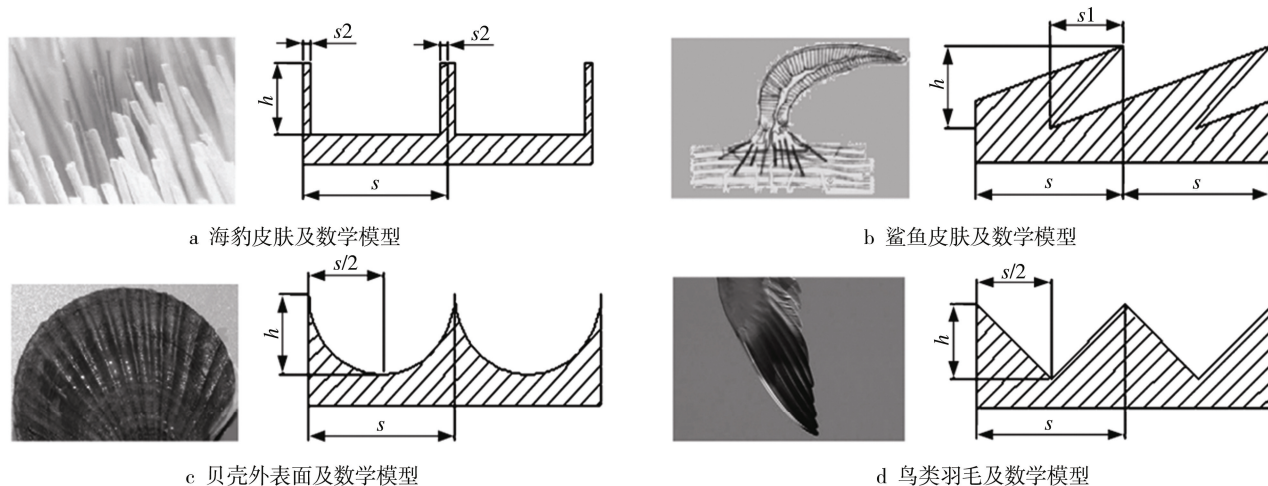 s2
s2
h
s
a 海豹皮肤及数学模型
s1
h
s
s
b 鲨鱼皮肤及数学模型
s/2
h
s
c 贝壳外表面及数学模型
s/2
h
s
d 鸟类羽毛及数学模型